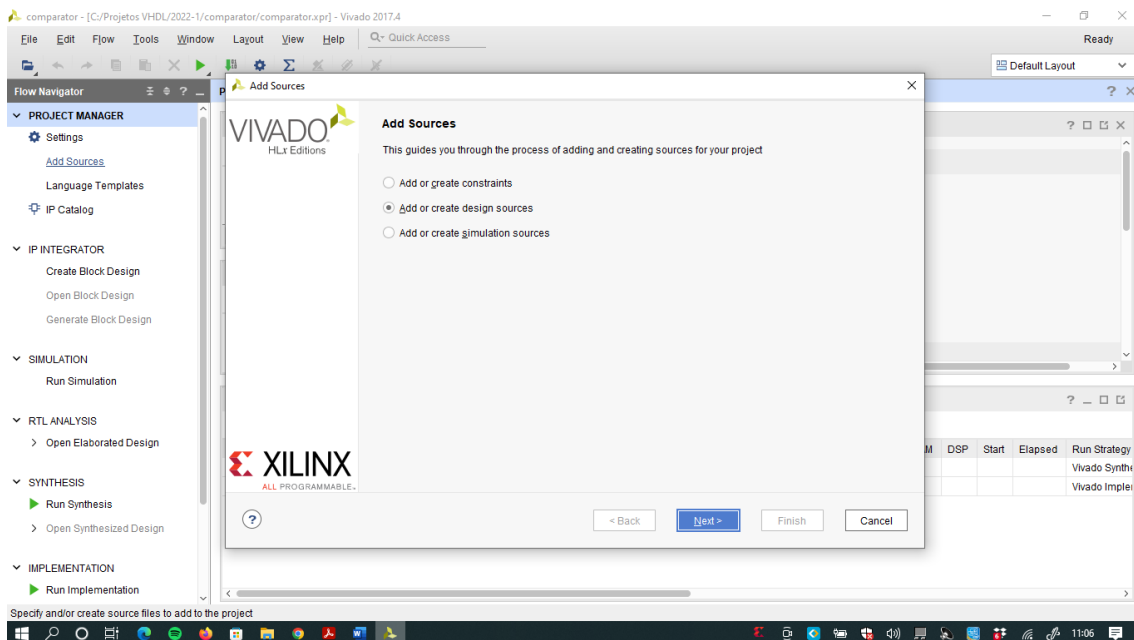 comparator - [C:/Projetos VHDL/2022-1/comparator/comparator.xpr] - Vivado 2017.4
File Edit Flow Tools Window Layout View Help Quick Access
Ready
Default Layout
Flow Navigator
PROJECT MANAGER
Settings
Add Sources
Language Templates
IP Catalog
IP INTEGRATOR
Create Block Design
Open Block Design
Generate Block Design
SIMULATION
Run Simulation
RTL ANALYSIS
Open Elaborated Design
SYNTHESIS
Run Synthesis
Open Synthesized Design
IMPLEMENTATION
Run Implementation
Add Sources
VIVADO
HLx Editions
Add Sources
This guides you through the process of adding and creating sources for your project
Add or create constraints
Add or create design sources
Add or create simulation sources
XILINX
ALL PROGRAMMABLE
? < Back Next > Finish Cancel
DSP Start Elapsed Run Strategy
Vivado Synthe
Vivado Imple
Specify and/or create source files to add to the project
11:06